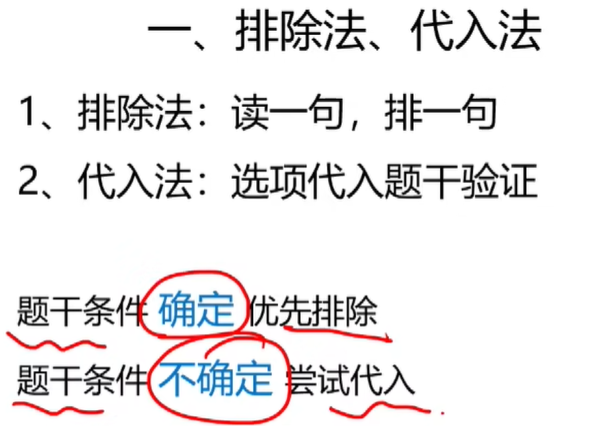 一、排除法、代入法
1、排除法：读一句，排一句
2、代入法：选项代入题干验证
题干条件 确定 优先排除
题干条件 不确定 尝试代入